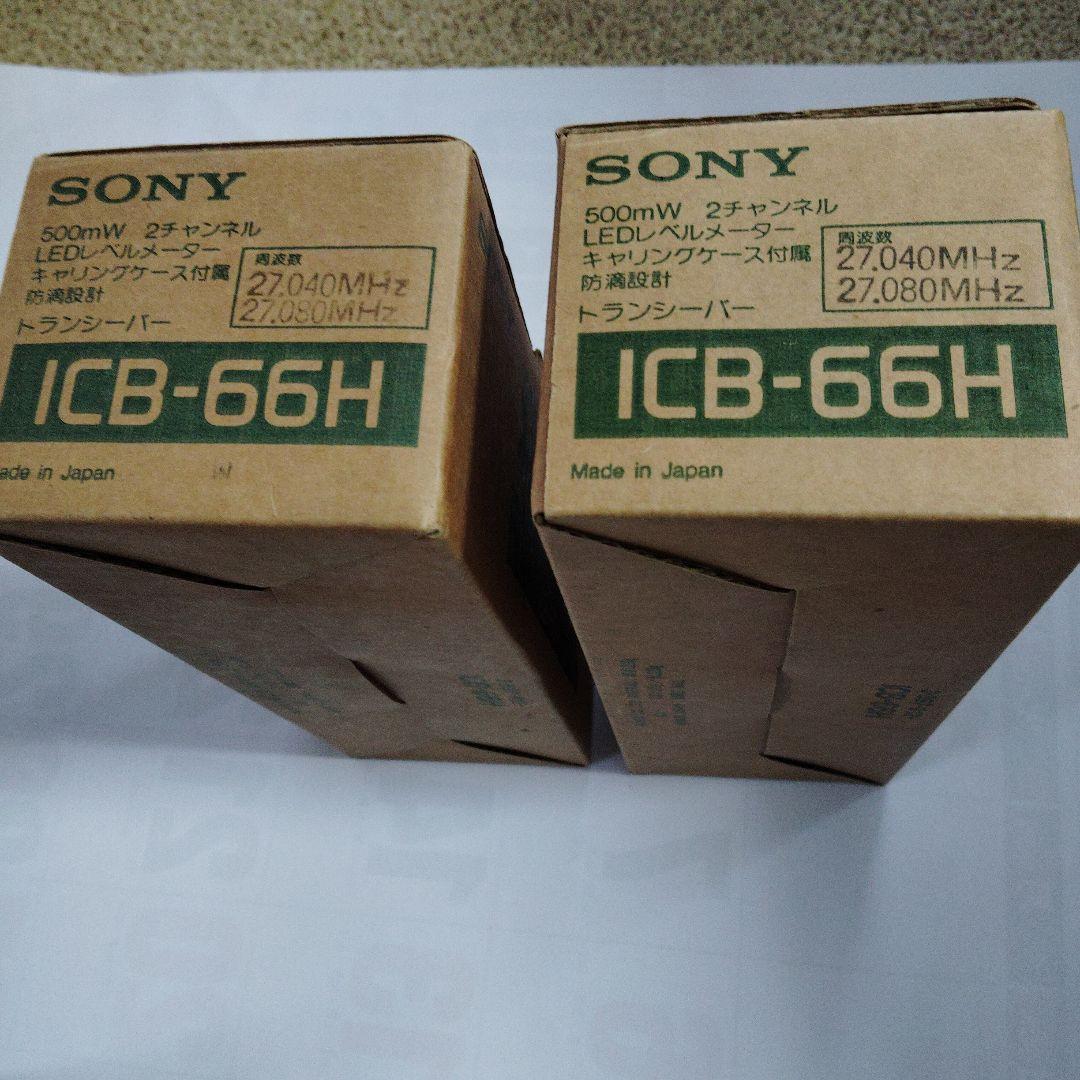 SONY
500mW 2チャンネル
LEDレベルメーター
キャリングケース付属
防滴設計
トランシーバー
周波数
27.040MHz
27.080MHz
ICB-66H
ade in Japan
SONY
500mW 2チャンネル
LEDレベルメーター
キャリングケース付属
防滴設計
トランシーバー
周波数
27.040MHz
27.080MHz
ICB-66H
Made in Japan